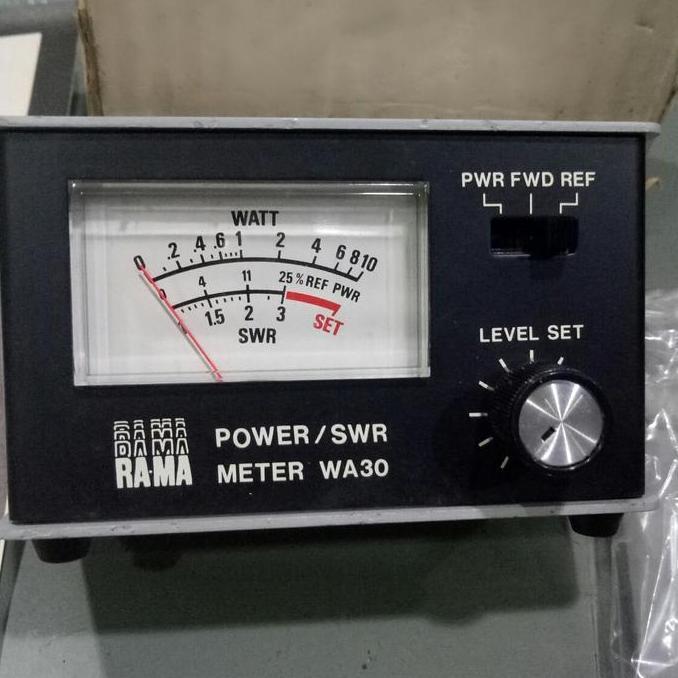 PWR FWD REF
WATT
0 .2 .4 .6 1 2 4 6 8 10
0 4 11 25% REF PWR
1 1.5 2 3 SET
SWR
LEVEL SET
RA·MA
POWER/SWR
METER WA30